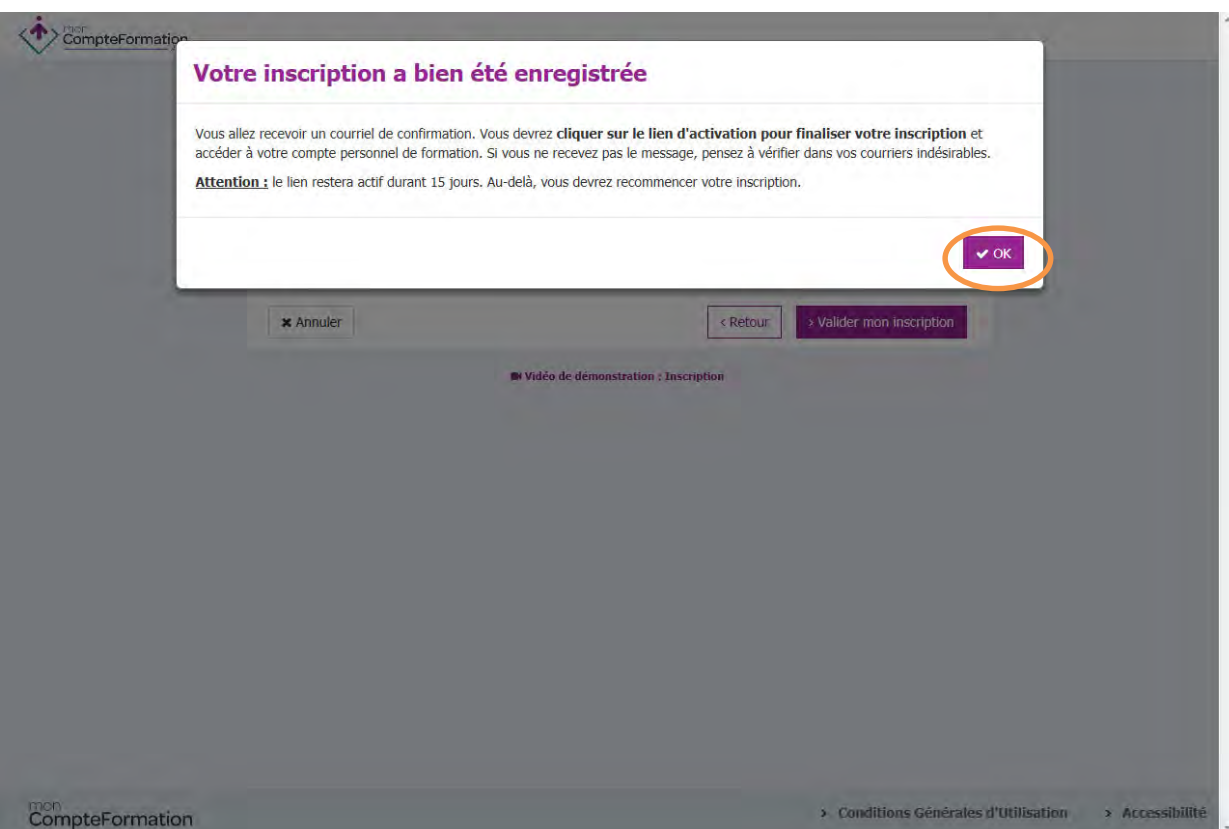 mon
CompteFormation
Votre inscription a bien été enregistrée
Vous allez recevoir un courriel de confirmation. Vous devrez cliquer sur le lien d'activation pour finaliser votre inscription et
accéder à votre compte personnel de formation. Si vous ne recevez pas le message, pensez à vérifier dans vos courriers indésirables.
Attention : le lien restera actif durant 15 jours. Au-delà, vous devrez recommencer votre inscription.
OK
Annuler
< Retour
> Valider mon inscription
Vidéo de démonstration : Inscription
mon
CompteFormation
> Conditions Générales d'Utilisation
> Accessibilité